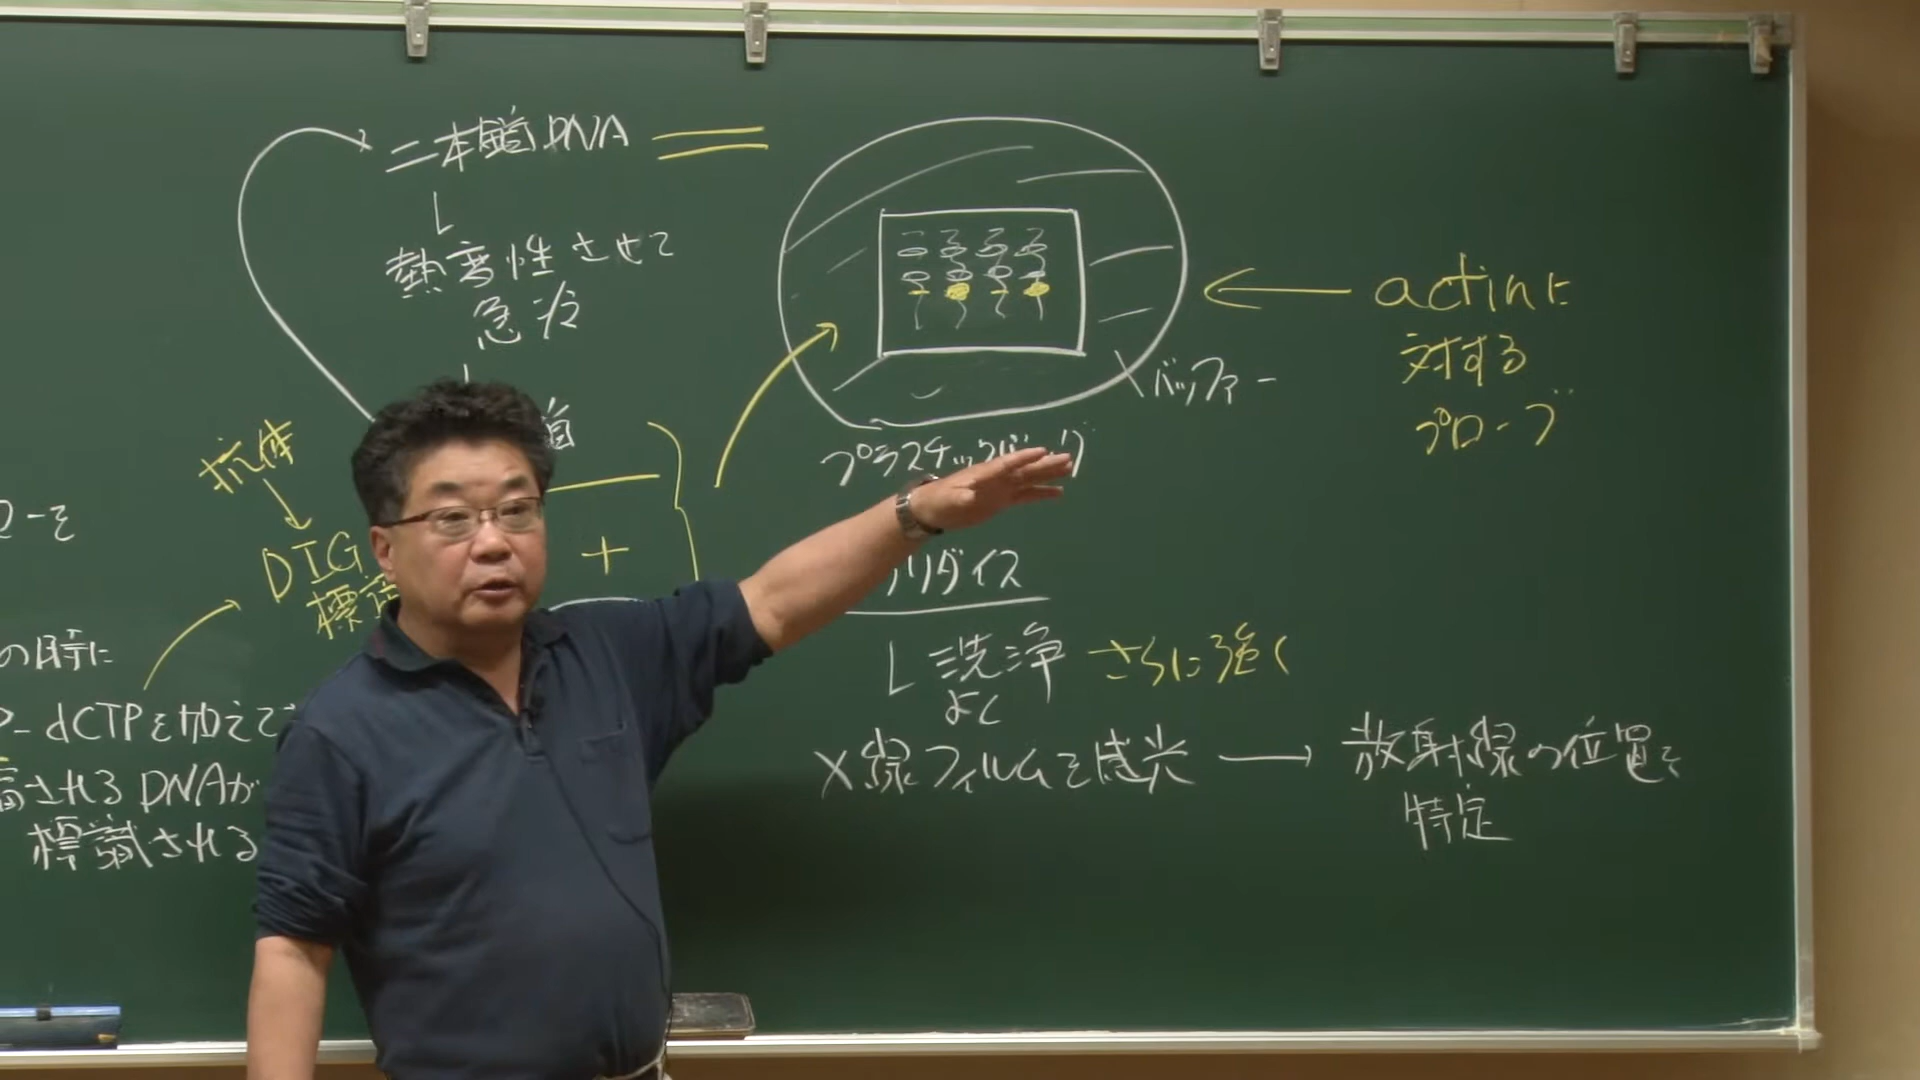 二本鎖DNA
熱変性させて
急冷
抗体
DIG
標識
ーを
の時に
-dCTPを加えて
されるDNAが
標識される
+
バッファー
プラスチックバッグ
リダイズ
洗浄 さらに強く
よく
X線フィルムを感光 → 放射線の位置を
特定
actinに
対する
プローブ